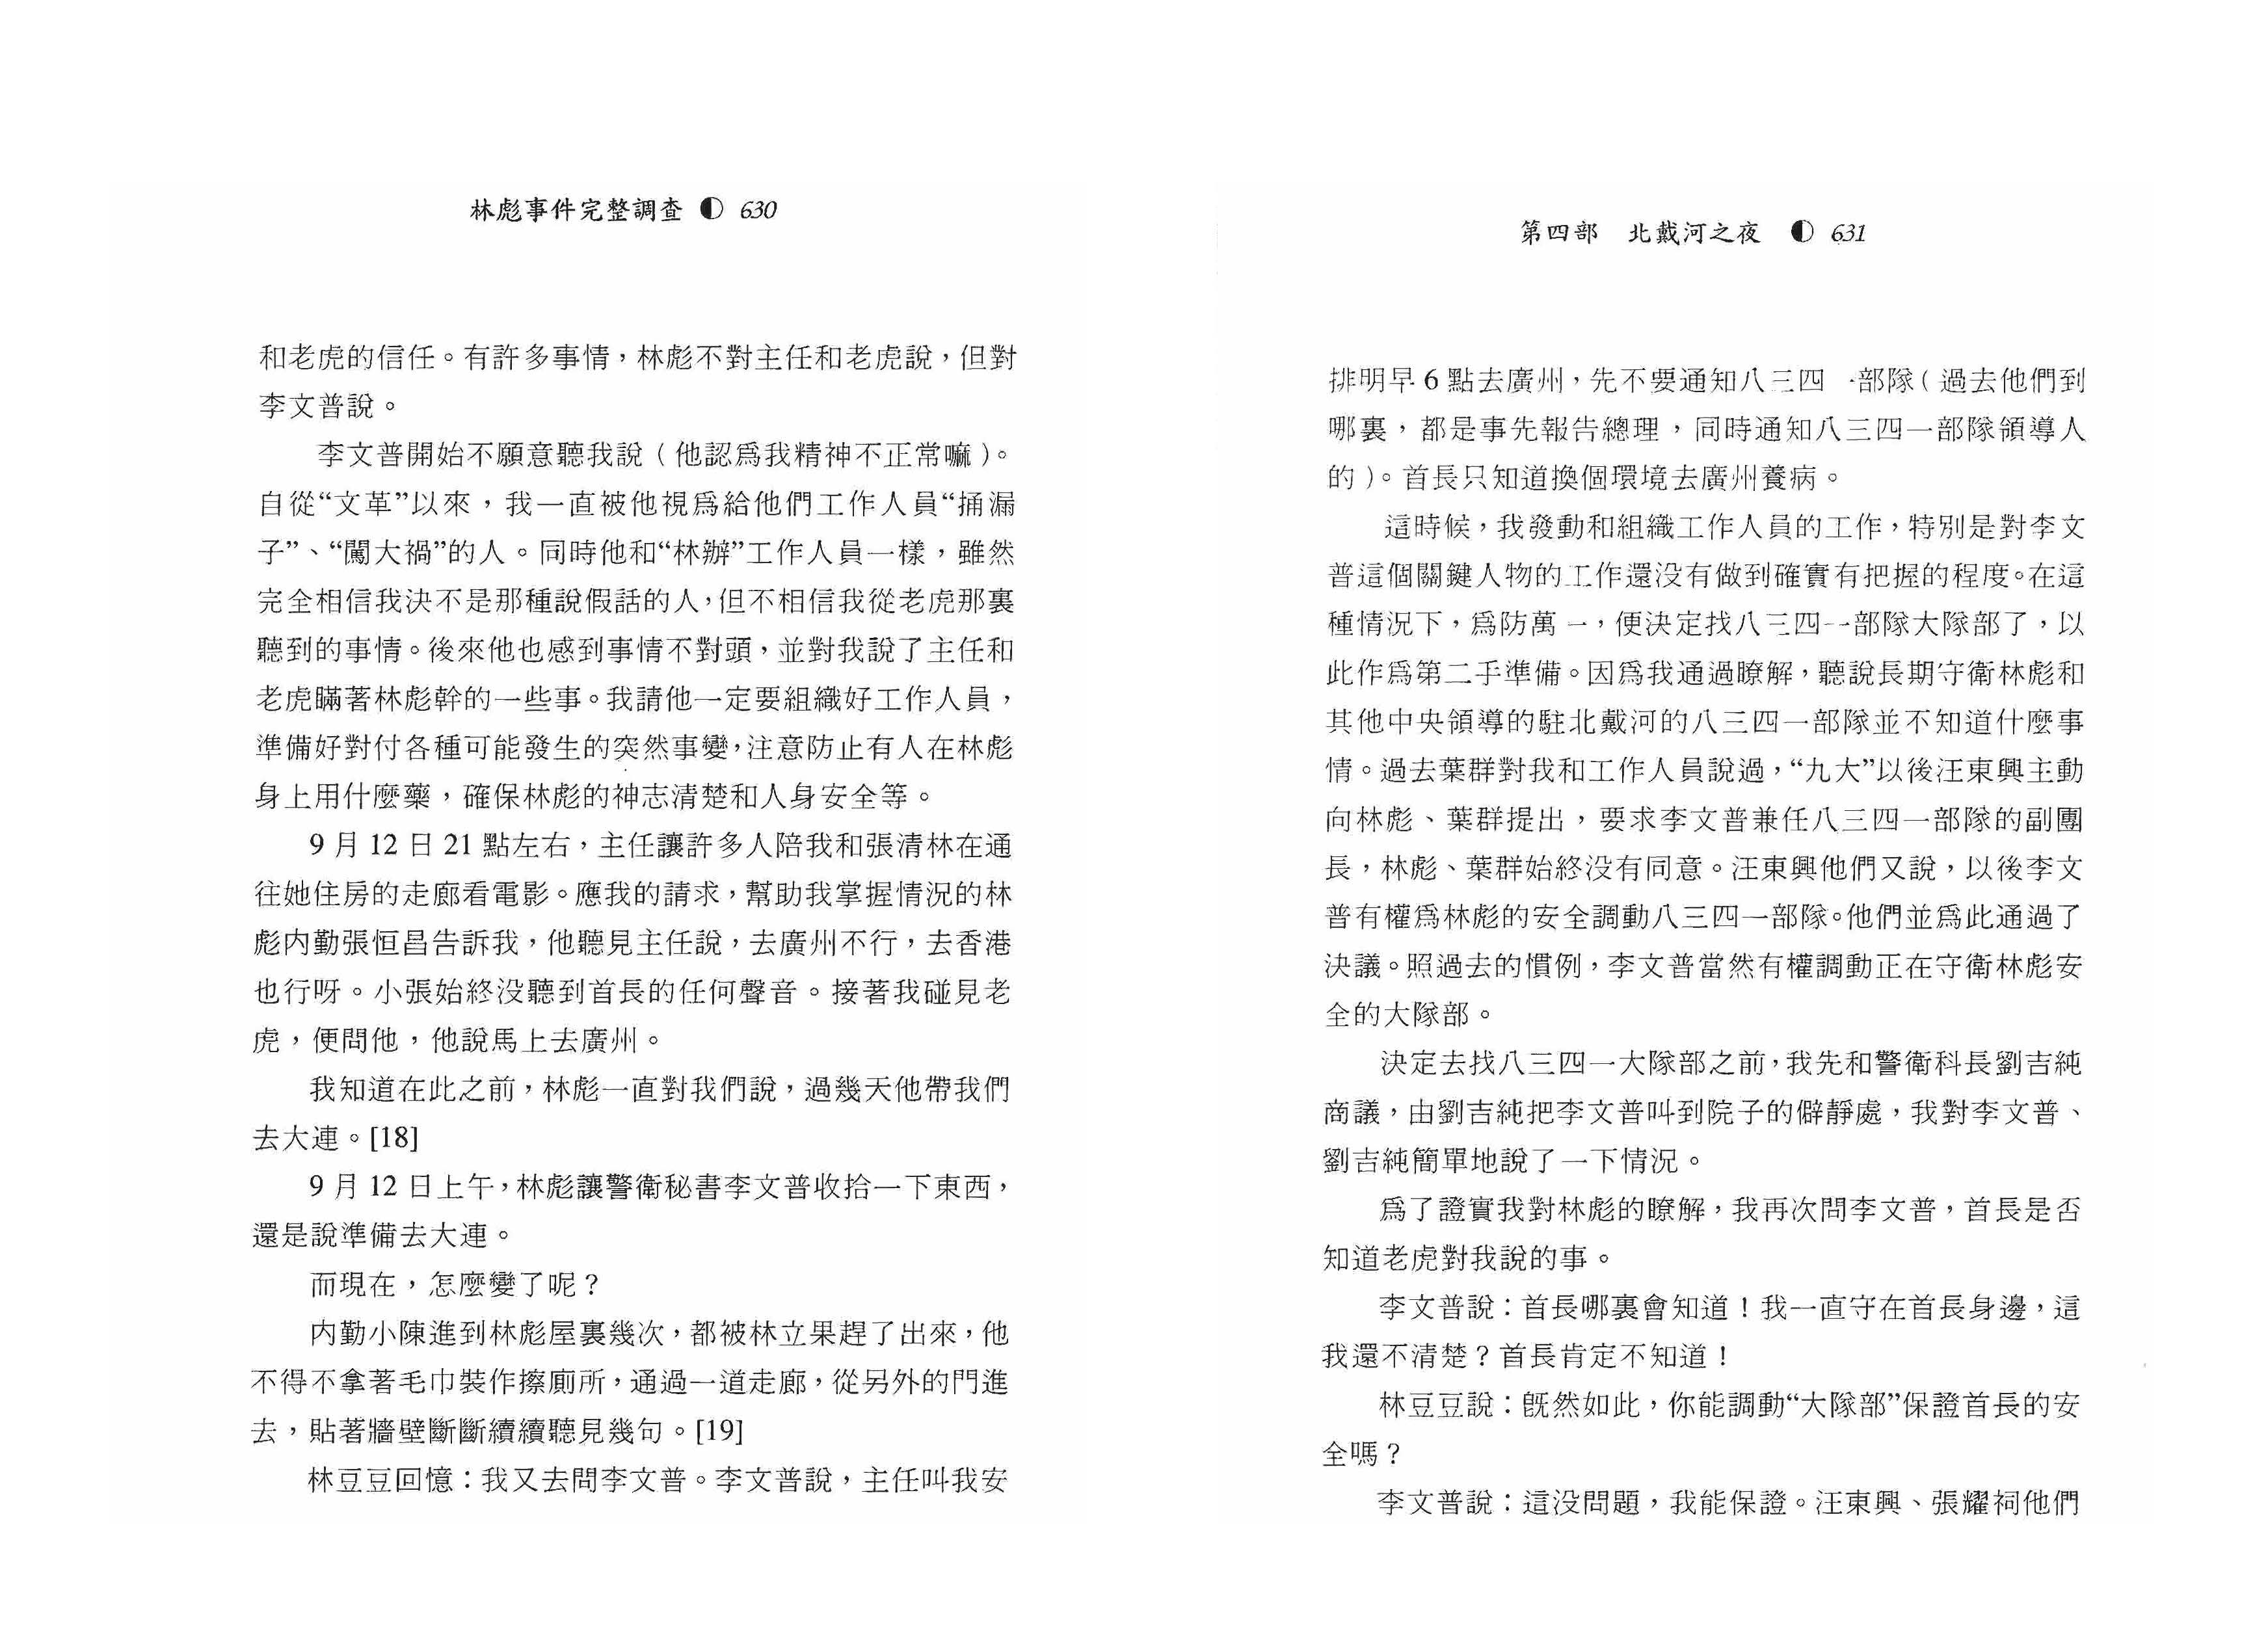 林彪事件完整調查 ◐ 630
和老虎的信任。有許多事情，林彪不對主任和老虎說，但對
李文普說。
李文普開始不願意聽我說（他認爲我精神不正常嘛）。
自從“文革”以來，我一直被他視爲給他們工作人員“捅漏
子”、“闖大禍”的人。同時他和“林辦”工作人員一樣，雖然
完全相信我決不是那種說假話的人，但不相信我從老虎那裏
聽到的事情。後來他也感到事情不對頭，並對我說了主任和
老虎瞞著林彪幹的一些事。我請他一定要組織好工作人員，
準備好對付各種可能發生的突然事變，注意防止有人在林彪
身上用什麼藥，確保林彪的神志清楚和人身安全等。
9 月 12 日 21 點左右，主任讓許多人陪我和張清林在通
往她住房的走廊看電影。應我的請求，幫助我掌握情況的林
彪内勤張恒昌告訴我，他聽見主任說，去廣州不行，去香港
也行呀。小張始終没聽到首長的任何聲音。接著我碰見老
虎，便問他，他說馬上去廣州。
我知道在此之前，林彪一直對我們說，過幾天他帶我們
去大連。[18]
9 月 12 日上午，林彪讓警衛秘書李文普收拾一下東西，
還是說準備去大連。
而現在，怎麼變了呢？
内勤小陳進到林彪屋裏幾次，都被林立果趕了出來，他
不得不拿著毛巾裝作擦廁所，通過一道走廊，從另外的門進
去，貼著牆壁斷斷續續聽見幾句。[19]
林豆豆回憶：我又去問李文普。李文普說，主任叫我安
第四部　北戴河之夜 ◐ 631
排明早 6 點去廣州，先不要通知八三四一部隊（過去他們到
哪裏，都是事先報告總理，同時通知八三四一部隊領導人
的）。首長只知道換個環境去廣州養病。
這時候，我發動和組織工作人員的工作，特別是對李文
普這個關鍵人物的工作還没有做到確實有把握的程度。在這
種情況下，爲防萬一，便決定找八三四一部隊大隊部了，以
此作爲第二手準備。因爲我通過瞭解，聽說長期守衛林彪和
其他中央領導的駐北戴河的八三四一部隊並不知道什麼事
情。過去葉群對我和工作人員說過，“九大”以後汪東興主動
向林彪、葉群提出，要求李文普兼任八三四一部隊的副團
長，林彪、葉群始終没有同意。汪東興他們又說，以後李文
普有權爲林彪的安全調動八三四一部隊。他們並爲此通過了
決議。照過去的慣例，李文普當然有權調動正在守衛林彪安
全的大隊部。
決定去找八三四一大隊部之前，我先和警衛科長劉吉純
商議，由劉吉純把李文普叫到院子的僻靜處，我對李文普、
劉吉純簡單地說了一下情況。
爲了證實我對林彪的瞭解，我再次問李文普，首長是否
知道老虎對我說的事。
李文普說：首長哪裏會知道！我一直守在首長身邊，這
我還不清楚？首長肯定不知道！
林豆豆說：既然如此，你能調動“大隊部”保證首長的安
全嗎？
李文普說：這没問題，我能保證。汪東興、張耀祠他們